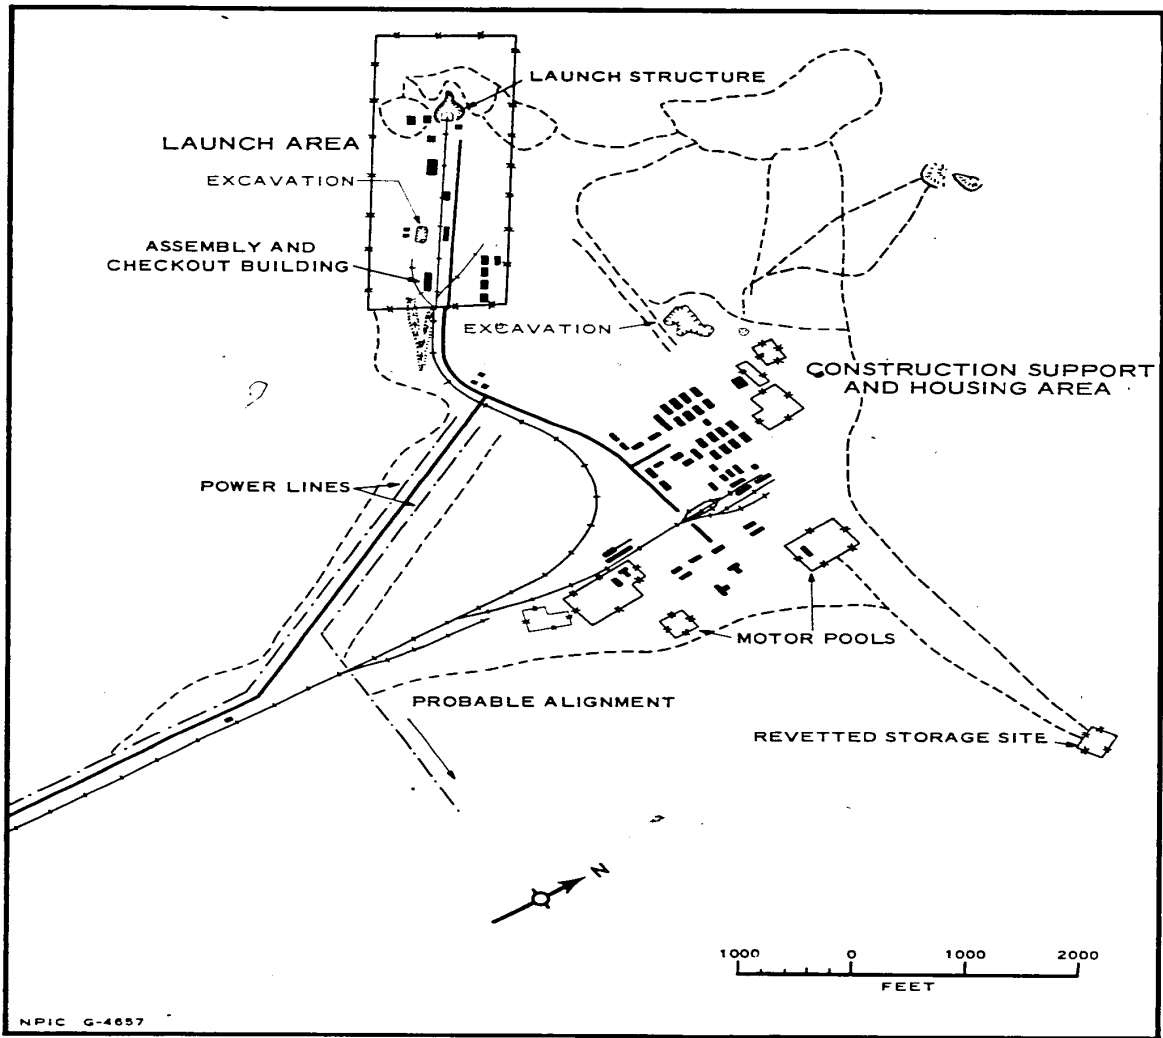 LAUNCH STRUCTURE
LAUNCH AREA
EXCAVATION
ASSEMBLY AND
CHECKOUT BUILDING
EXCAVATION
CONSTRUCTION SUPPORT
AND HOUSING AREA
POWER LINES
MOTOR POOLS
PROBABLE ALIGNMENT
REVETTED STORAGE SITE
N
1000 0 1000 2000
FEET
NPIC G-4657